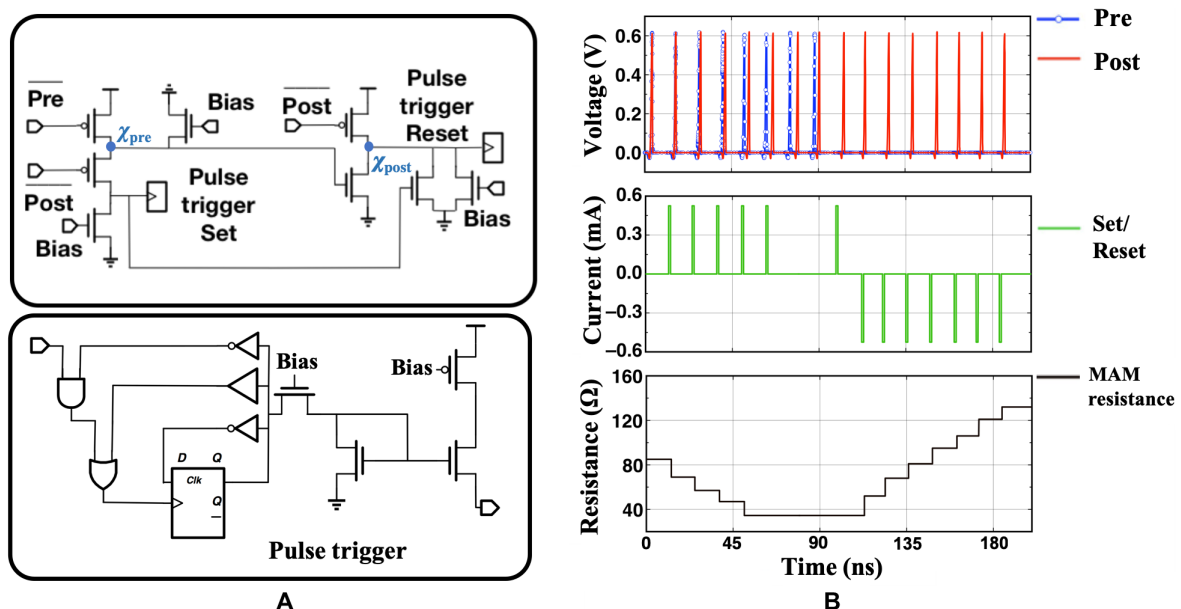 Pre
Bias
Post
Pulse
trigger
Reset
χpre
χpost
Post
Pulse
trigger
Set
Bias
Bias
Bias
Bias
D
Q
Clk
Q
Pulse trigger
A
Voltage (V)
0.6
0.4
0.2
0.0
Pre
Post
Current (mA)
0.6
0.3
0.0
−0.3
−0.6
Set/
Reset
Resistance (Ω)
160
120
80
40
MAM
resistance
0
45
90
135
180
Time (ns)
B